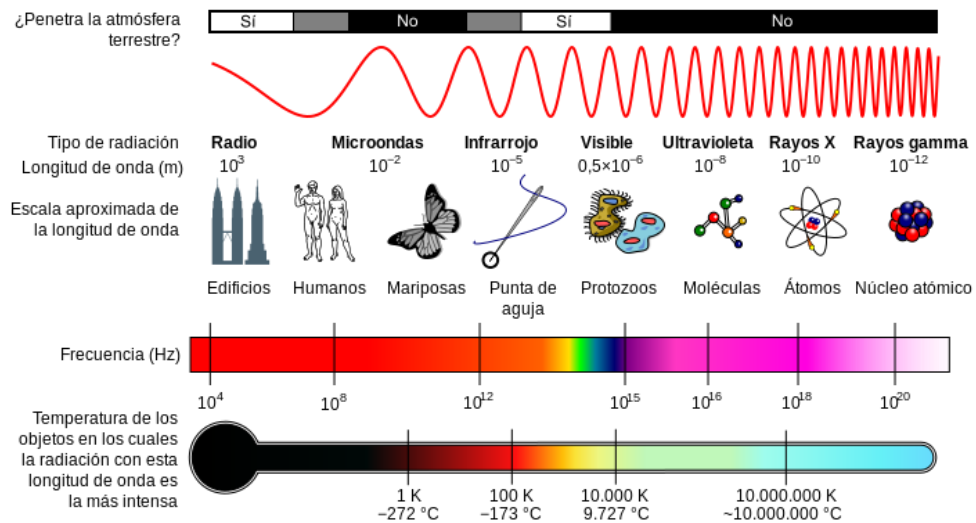 ¿Penetra la atmósfera
terrestre?
Sí No Sí No
Tipo de radiación
Radio Microondas Infrarrojo Visible Ultravioleta Rayos X Rayos gamma
Longitud de onda (m)
10³ 10⁻² 10⁻⁵ 0,5×10⁻⁶ 10⁻⁸ 10⁻¹⁰ 10⁻¹²
Escala aproximada de
la longitud de onda
Edificios Humanos Mariposas Punta de
aguja
Protozoos Moléculas Átomos Núcleo atómico
Frecuencia (Hz)
10⁴ 10⁸ 10¹² 10¹⁵ 10¹⁶ 10¹⁸ 10²⁰
Temperatura de los
objetos en los cuales
la radiación con esta
longitud de onda es
la más intensa
1 K 100 K 10.000 K 10.000.000 K
−272 °C −173 °C 9.727 °C ~10.000.000 °C